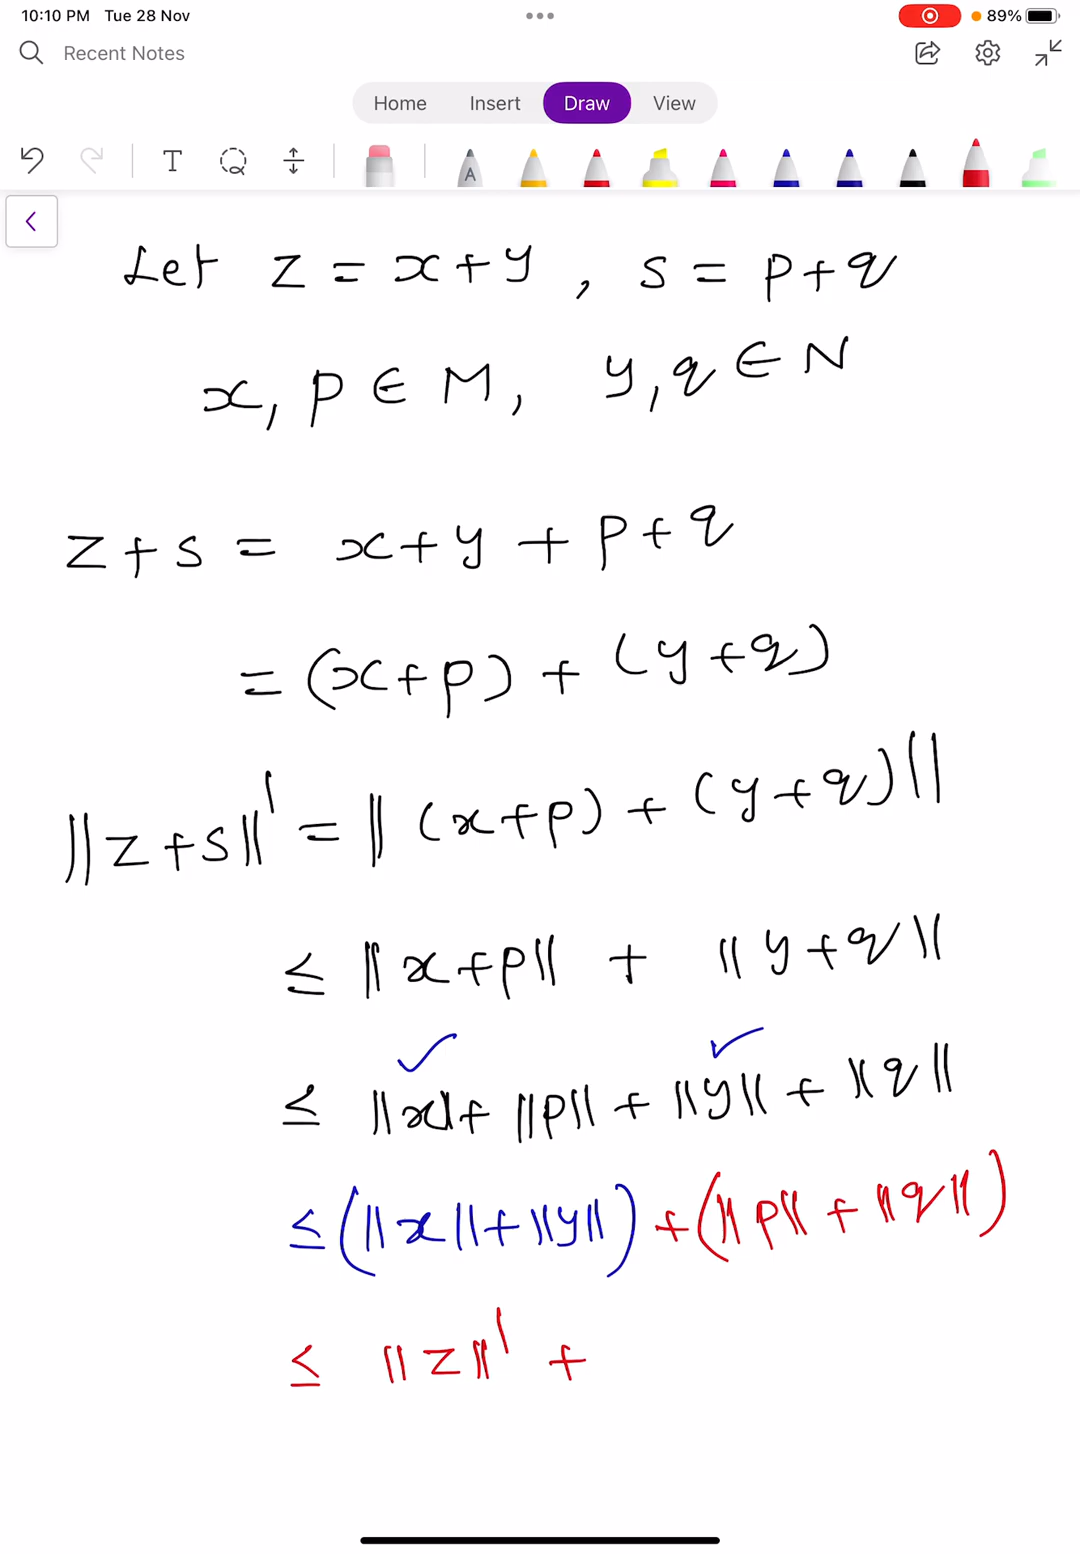 10:10 PM Tue 28 Nov 89%
Recent Notes
Home Insert Draw View
T A
Let z = x+y , s = p+q
x, p ∈ M, y, q ∈ N
z+s = x+y + p+q
= (x+p) + (y+q)
||z+s||' = || (x+p) + (y+q) ||
≤ ||x+p|| + ||y+q||
✓ ✓
≤ ||x|+ ||p|| + ||y|| + ||q||
≤ (||x||+||y||) + (||p|| + ||q||)
≤ ||z||' +